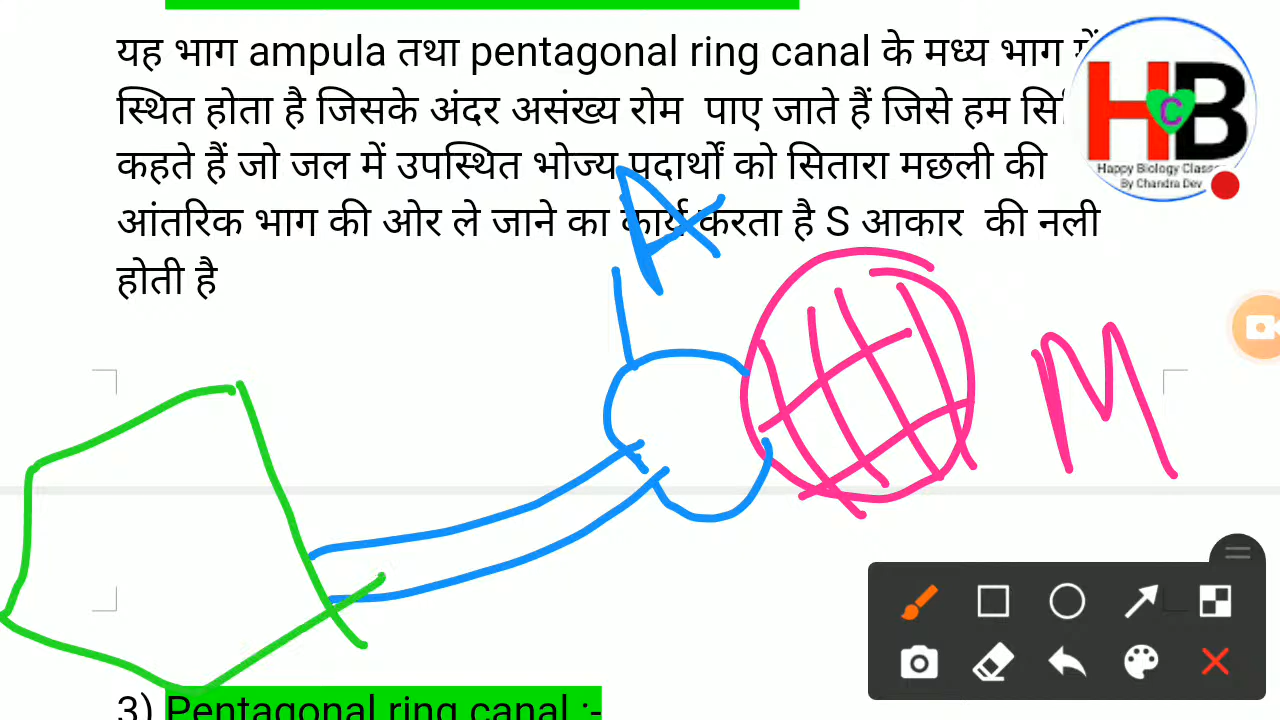 यह भाग ampula तथा pentagonal ring canal के मध्य भाग में
स्थित होता है जिसके अंदर असंख्य रोम पाए जाते हैं जिसे हम
कहते हैं जो जल में उपस्थित भोज्य पदार्थों को सितारा मछली की
आंतरिक भाग की ओर ले जाने का कार्य करता है S आकार की नली
होती है
HCB
Happy Biology Classes
By Chandra Dev
A
M
3) Pentagonal ring canal :-